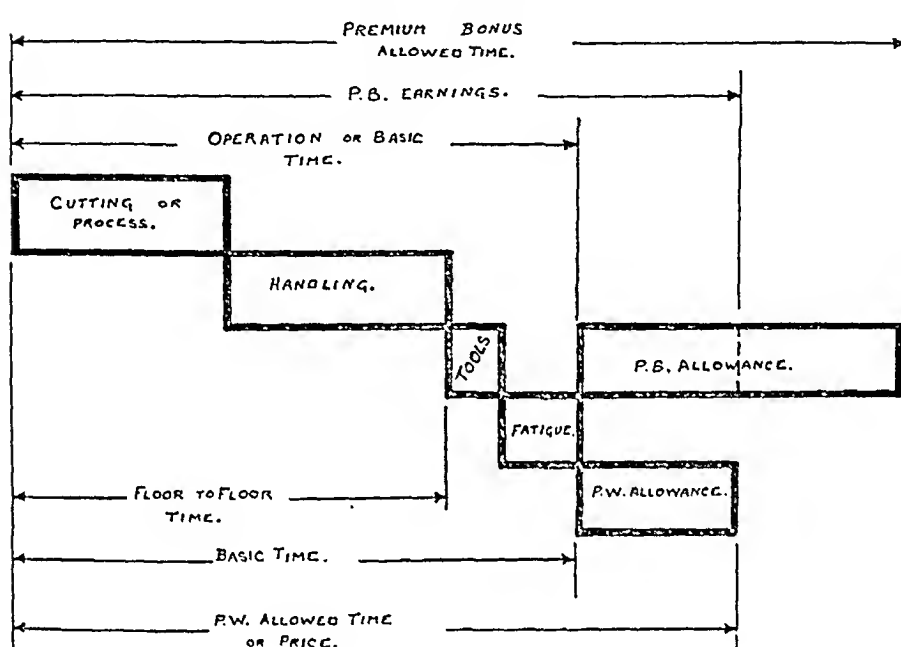 PREMIUM BONUS
ALLOWED TIME.
P.B. EARNINGS.
OPERATION OR BASIC
TIME.
CUTTING OR
PROCESS.
HANDLING.
TOOLS
P.B. ALLOWANCE.
FATIGUE.
P.W. ALLOWANCE.
FLOOR TO FLOOR
TIME.
BASIC TIME.
P.W. ALLOWED TIME
OR PRICE.